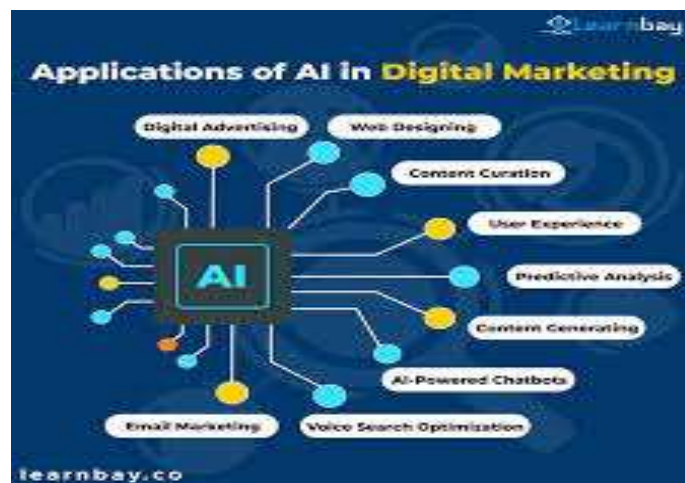 Learnbay
Applications of AI in Digital Marketing
Digital Advertising
Web Designing
Content Curation
User Experience
Predictive Analysis
AI
Content Generating
AI-Powered Chatbots
Email Marketing
Voice Search Optimization
learnbay.co